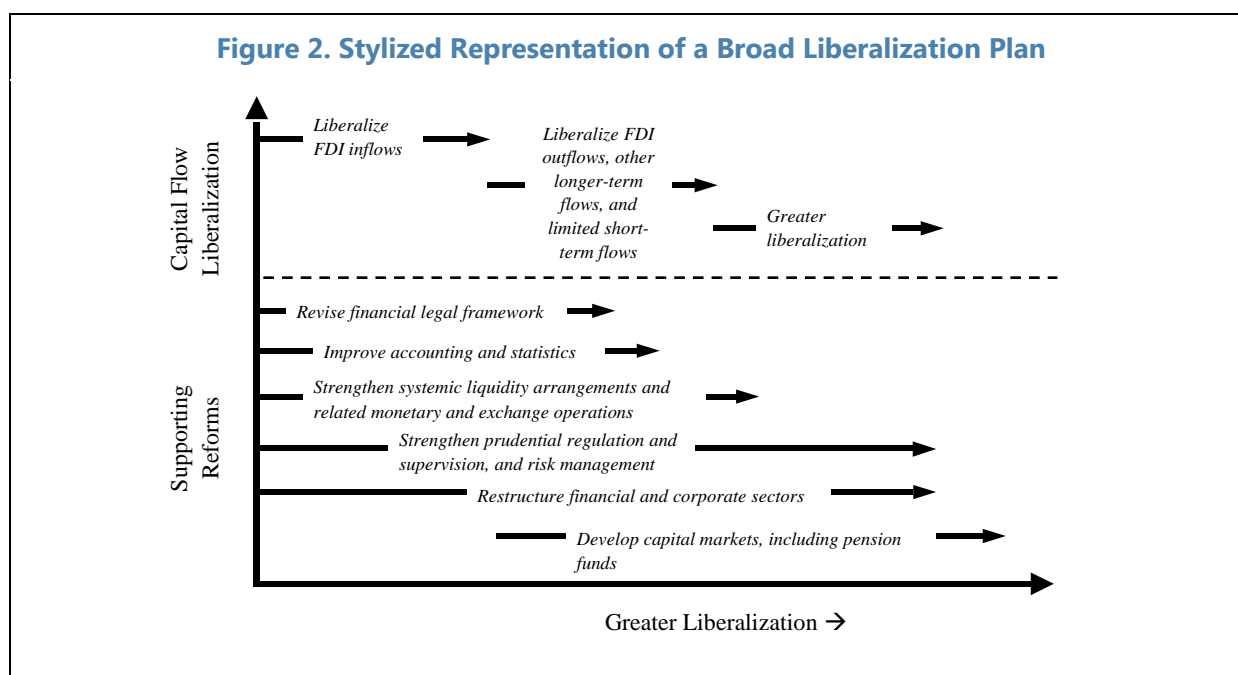 Figure 2. Stylized Representation of a Broad Liberalization Plan
Capital Flow
Liberalization
Liberalize
FDI inflows
Liberalize FDI
outflows, other
longer-term
flows, and
limited short-
term flows
Greater
liberalization
Supporting
Reforms
Revise financial legal framework
Improve accounting and statistics
Strengthen systemic liquidity arrangements and
related monetary and exchange operations
Strengthen prudential regulation and
supervision, and risk management
Restructure financial and corporate sectors
Develop capital markets, including pension
funds
Greater Liberalization →